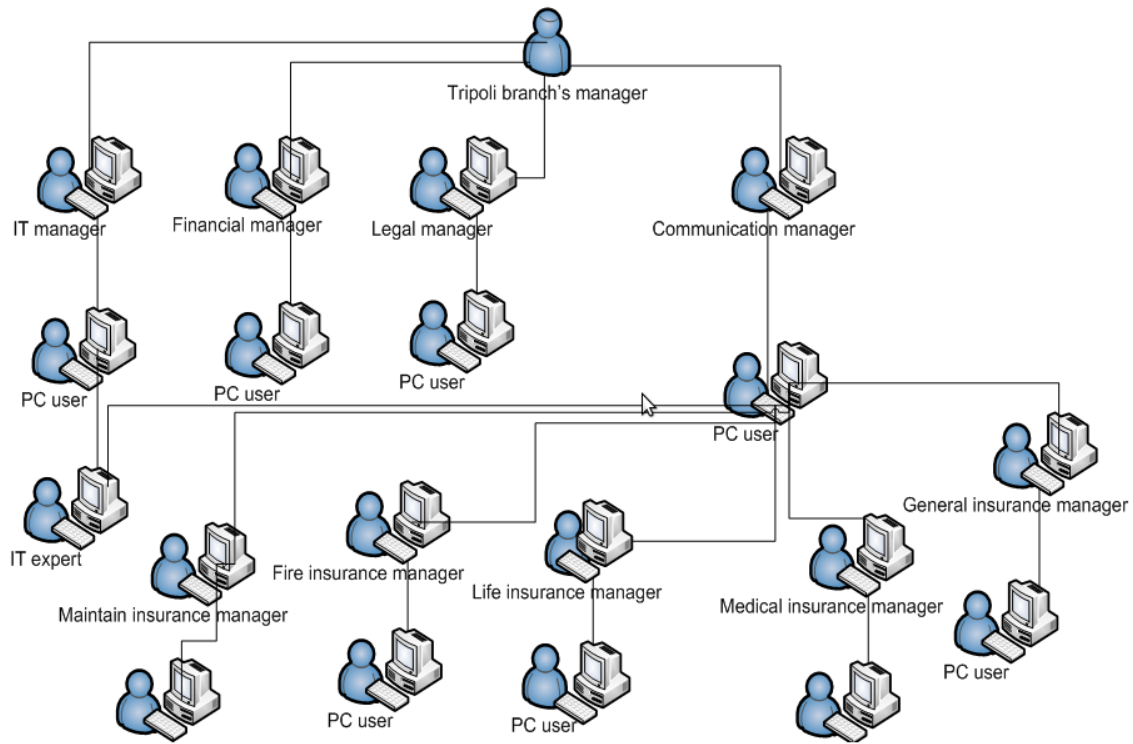 Tripoli branch's manager
IT manager
Financial manager
Legal manager
Communication manager
PC user
PC user
PC user
PC user
General insurance manager
IT expert
Fire insurance manager
Life insurance manager
Maintain insurance manager
Medical insurance manager
PC user
PC user
PC user